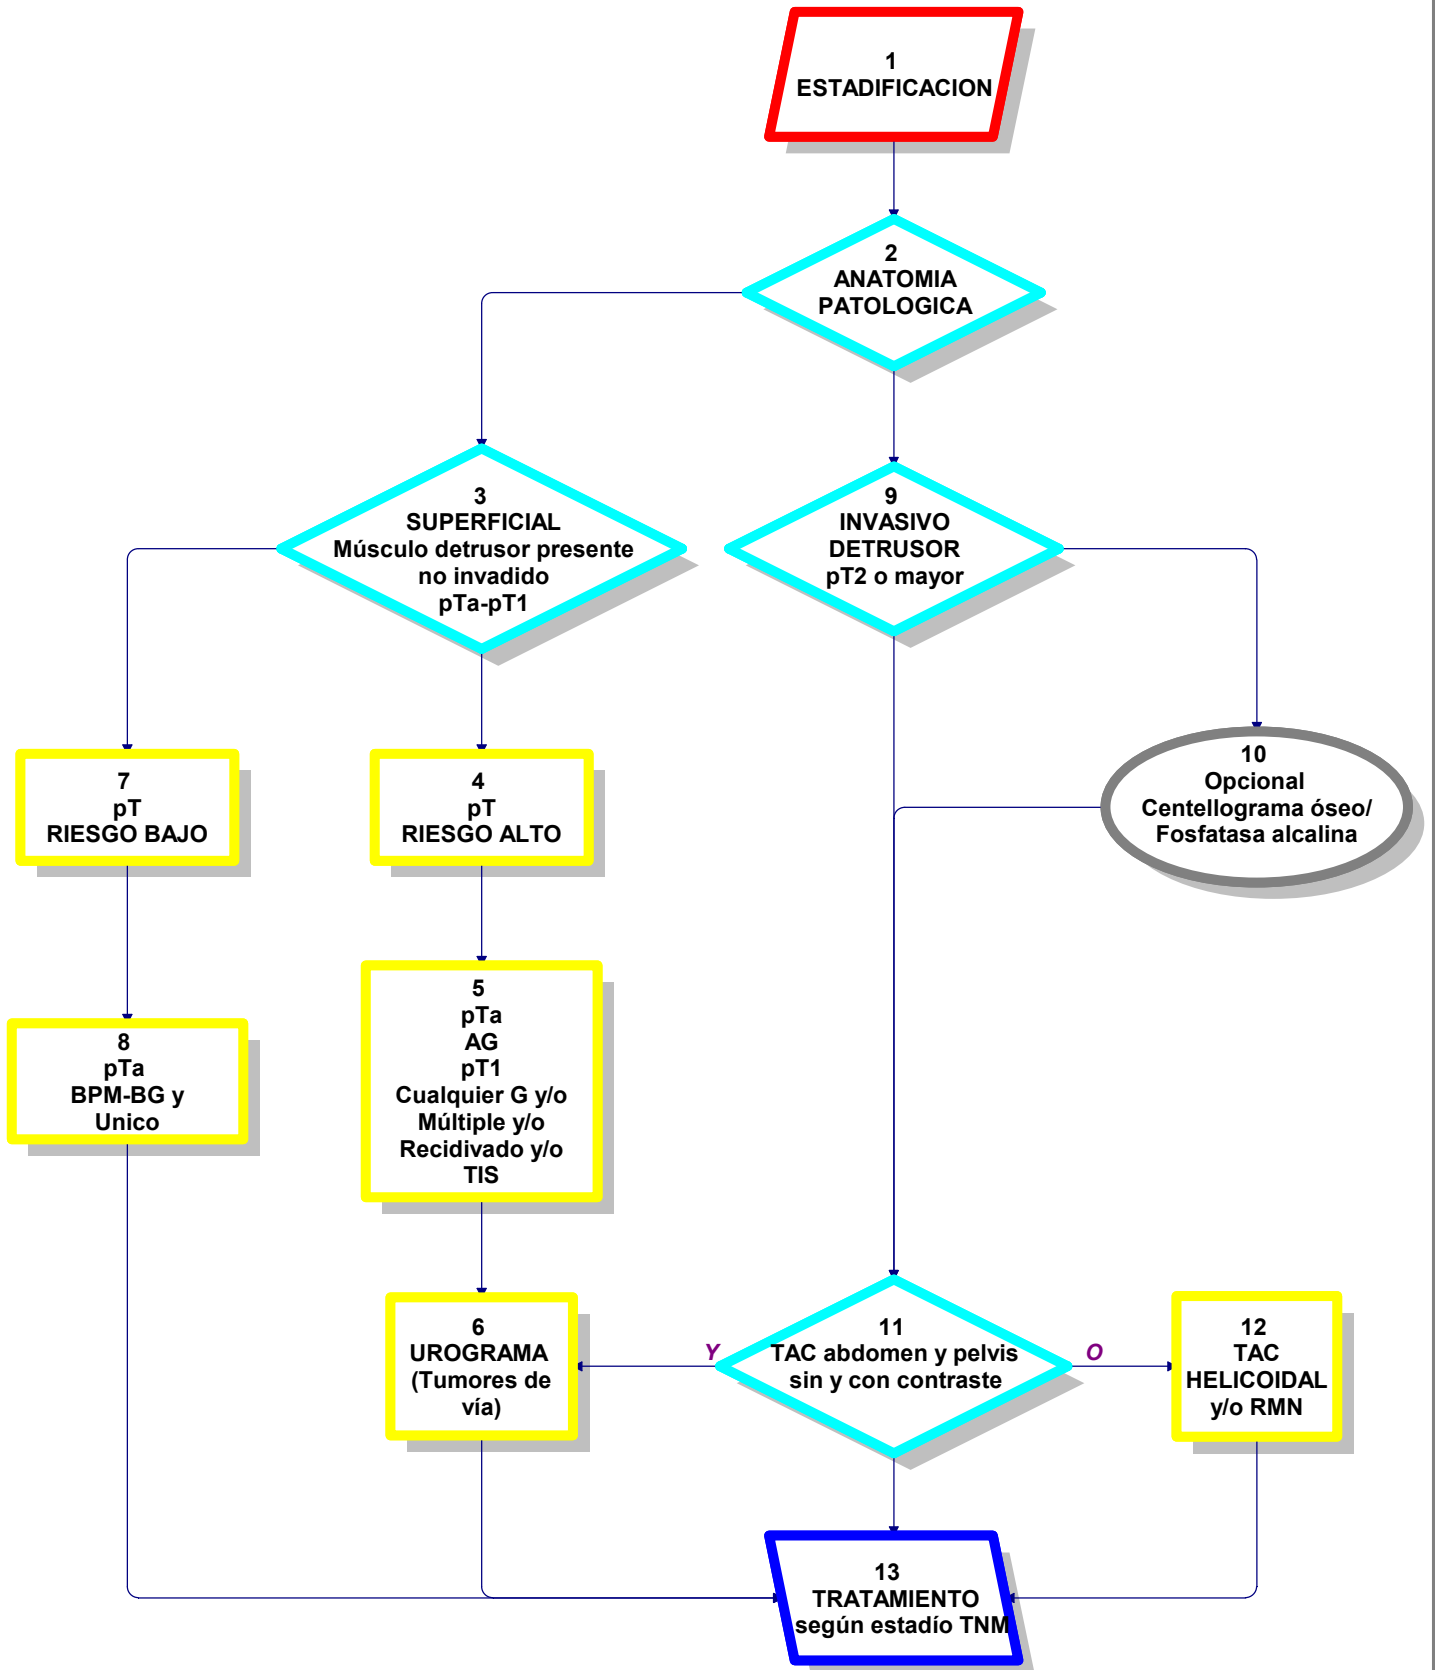 1
ESTADIFICACION
2
ANATOMIA
PATOLOGICA
3
SUPERFICIAL
Músculo detrusor presente
no invadido
pTa-pT1
9
INVASIVO
DETRUSOR
pT2 o mayor
7
pT
RIESGO BAJO
4
pT
RIESGO ALTO
10
Opcional
Centellograma óseo/
Fosfatasa alcalina
8
pTa
BPM-BG y
Unico
5
pTa
AG
pT1
Cualquier G y/o
Múltiple y/o
Recidivado y/o
TIS
6
UROGRAMA
(Tumores de
vía)
Y
11
TAC abdomen y pelvis
sin y con contraste
O
12
TAC
HELICOIDAL
y/o RMN
13
TRATAMIENTO
según estadío TNM